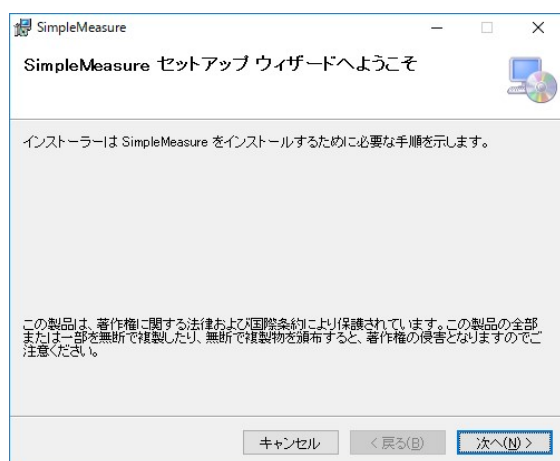 SimpleMeasure
SimpleMeasure セットアップ ウィザードへようこそ
インストーラーは SimpleMeasure をインストールするために必要な手順を示します。
この製品は、著作権に関する法律および国際条約により保護されています。この製品の全部
または一部を無断で複製したり、無断で複製物を頒布すると、著作権の侵害となりますのでご
注意ください。
キャンセル
< 戻る(B)
次へ(N) >